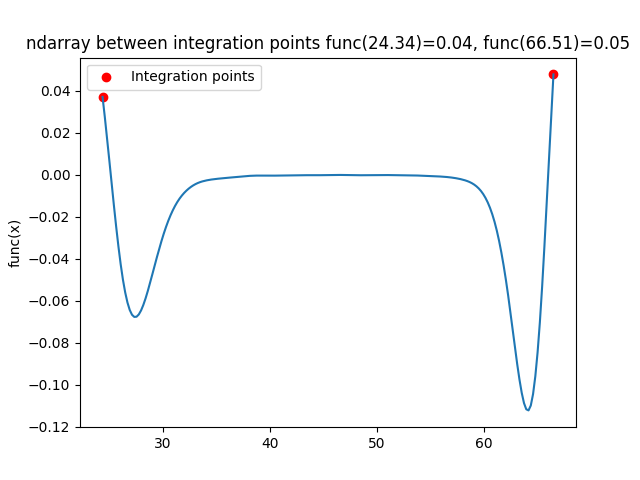 ndarray between integration points func(24.34)=0.04, func(66.51)=0.05
Integration points
0.04
0.02
0.00
−0.02
−0.04
−0.06
−0.08
−0.10
−0.12
func(x)
30 40 50 60